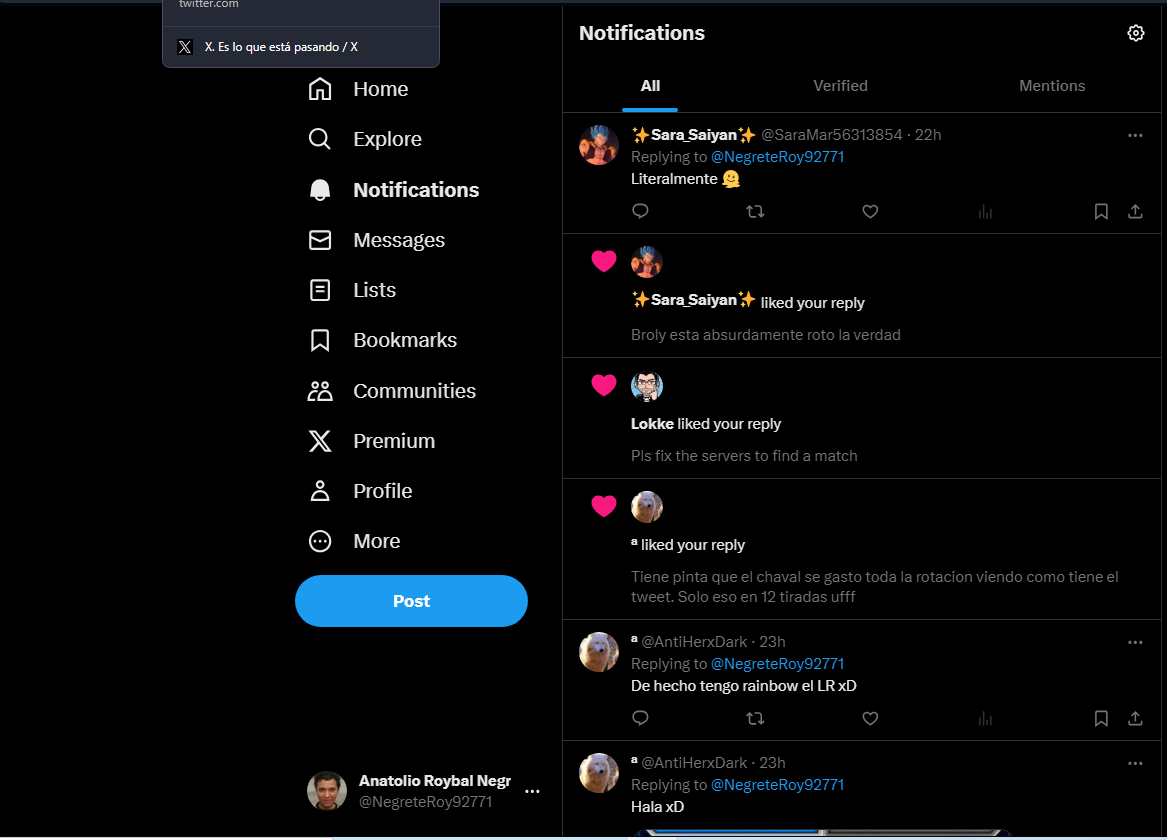 twitter.com
X. Es lo que está pasando / X
Home
Explore
Notifications
Messages
Lists
Bookmarks
Communities
Premium
Profile
More
Post
Anatolio Roybal Negr
@NegreteRoy92771
Notifications
All
Verified
Mentions
✨Sara_Saiyan✨ @SaraMar56313854 · 22h
Replying to @NegreteRoy92771
Literalmente 🫠
✨Sara_Saiyan✨ liked your reply
Broly esta absurdamente roto la verdad
Lokke liked your reply
Pls fix the servers to find a match
ª liked your reply
Tiene pinta que el chaval se gasto toda la rotacion viendo como tiene el
tweet. Solo eso en 12 tiradas ufff
ª @AntiHerxDark · 23h
Replying to @NegreteRoy92771
De hecho tengo rainbow el LR xD
ª @AntiHerxDark · 23h
Replying to @NegreteRoy92771
Hala xD